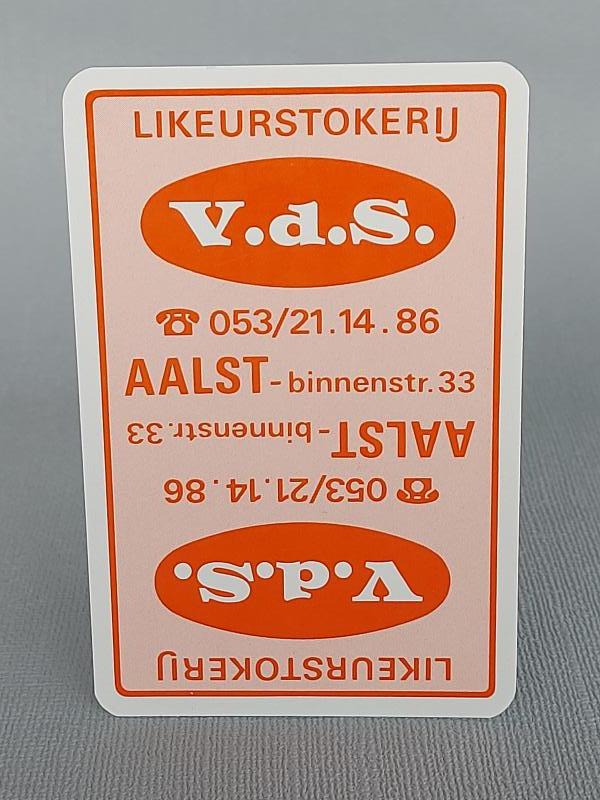 LIKEURSTOKERIJ
V.d.S.
☎ 053/21.14.86
AALST-binnenstr.33
AALST-binnenstr.33
☎ 053/21.14.86
V.d.S.
LIKEURSTOKERIJ